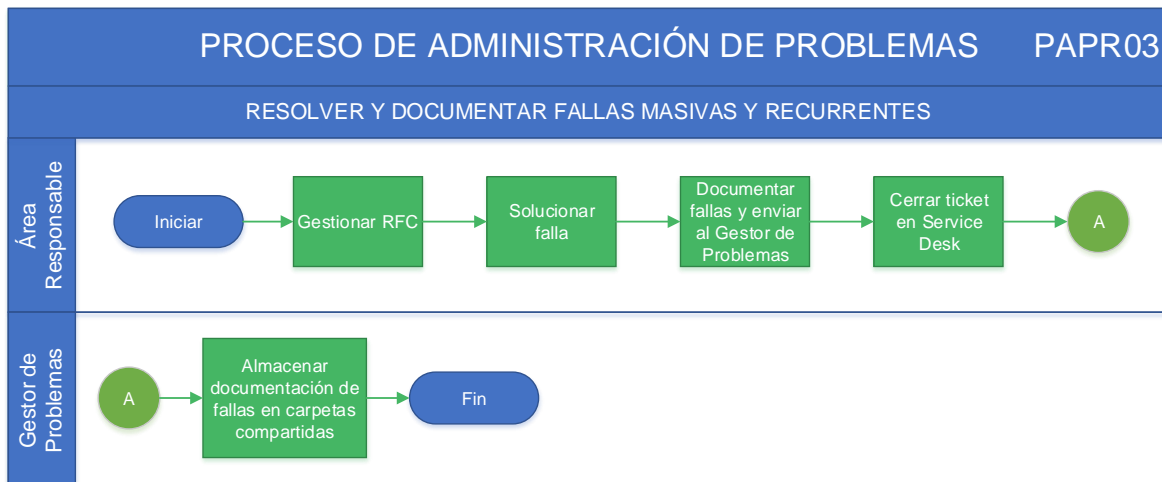 PROCESO DE ADMINISTRACIÓN DE PROBLEMAS PAPR03
RESOLVER Y DOCUMENTAR FALLAS MASIVAS Y RECURRENTES
Área
Responsable
Iniciar
Gestionar RFC
Solucionar
falla
Documentar
fallas y enviar
al Gestor de
Problemas
Cerrar ticket
en Service
Desk
A
Gestor de
Problemas
A
Almacenar
documentación de
fallas en carpetas
compartidas
Fin